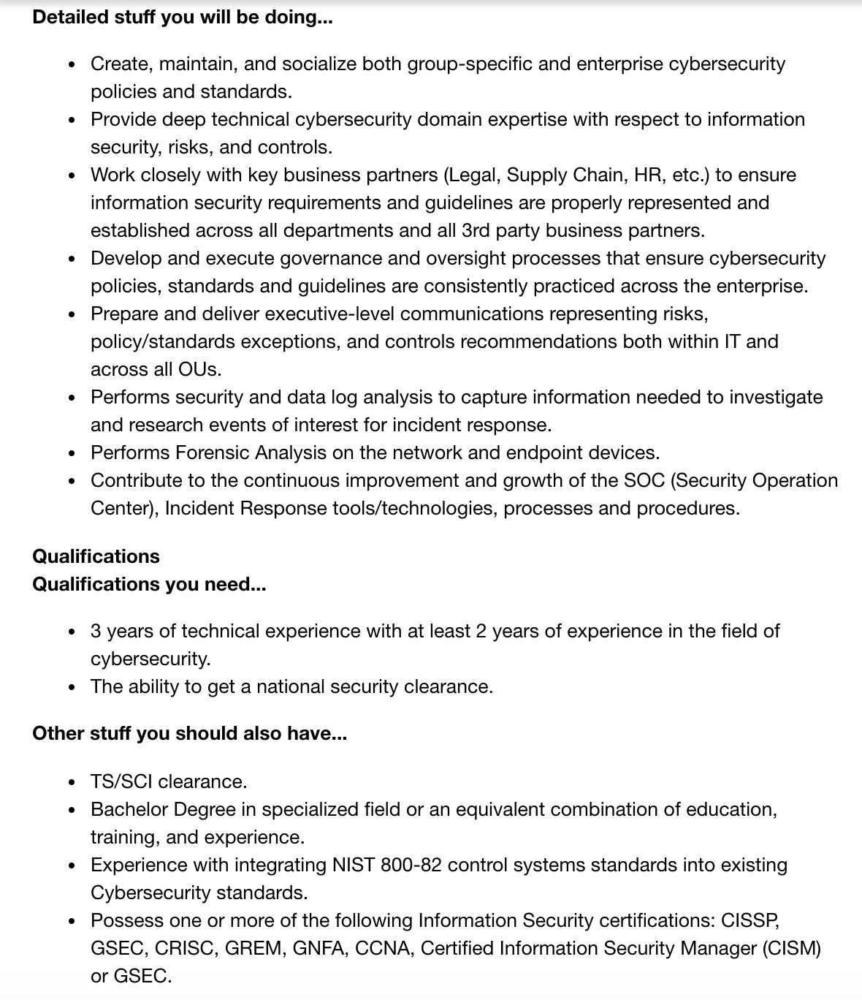 Detailed stuff you will be doing...
• Create, maintain, and socialize both group-specific and enterprise cybersecurity
policies and standards.
• Provide deep technical cybersecurity domain expertise with respect to information
security, risks, and controls.
• Work closely with key business partners (Legal, Supply Chain, HR, etc.) to ensure
information security requirements and guidelines are properly represented and
established across all departments and all 3rd party business partners.
• Develop and execute governance and oversight processes that ensure cybersecurity
policies, standards and guidelines are consistently practiced across the enterprise.
• Prepare and deliver executive-level communications representing risks,
policy/standards exceptions, and controls recommendations both within IT and
across all OUs.
• Performs security and data log analysis to capture information needed to investigate
and research events of interest for incident response.
• Performs Forensic Analysis on the network and endpoint devices.
• Contribute to the continuous improvement and growth of the SOC (Security Operation
Center), Incident Response tools/technologies, processes and procedures.
Qualifications
Qualifications you need...
• 3 years of technical experience with at least 2 years of experience in the field of
cybersecurity.
• The ability to get a national security clearance.
Other stuff you should also have...
• TS/SCI clearance.
• Bachelor Degree in specialized field or an equivalent combination of education,
training, and experience.
• Experience with integrating NIST 800-82 control systems standards into existing
Cybersecurity standards.
• Possess one or more of the following Information Security certifications: CISSP,
GSEC, CRISC, GREM, GNFA, CCNA, Certified Information Security Manager (CISM)
or GSEC.